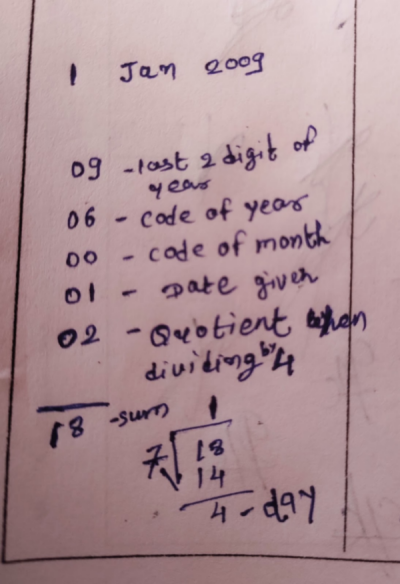 1 Jan 2009
09 - last 2 digit of
year
06 - code of year
00 - code of month
01 - Date given
02 - Quotient when
dividing by 4
18 - sum
1
7 18
14
4 - day